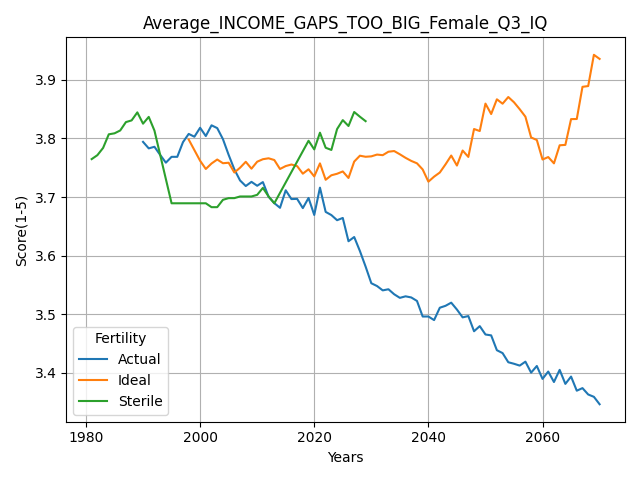 Average_INCOME_GAPS_TOO_BIG_Female_Q3_IQ
Score(1-5)
3.9
3.8
3.7
3.6
3.5
3.4
Fertility
Actual
Ideal
Sterile
1980 2000 2020 2040 2060
Years